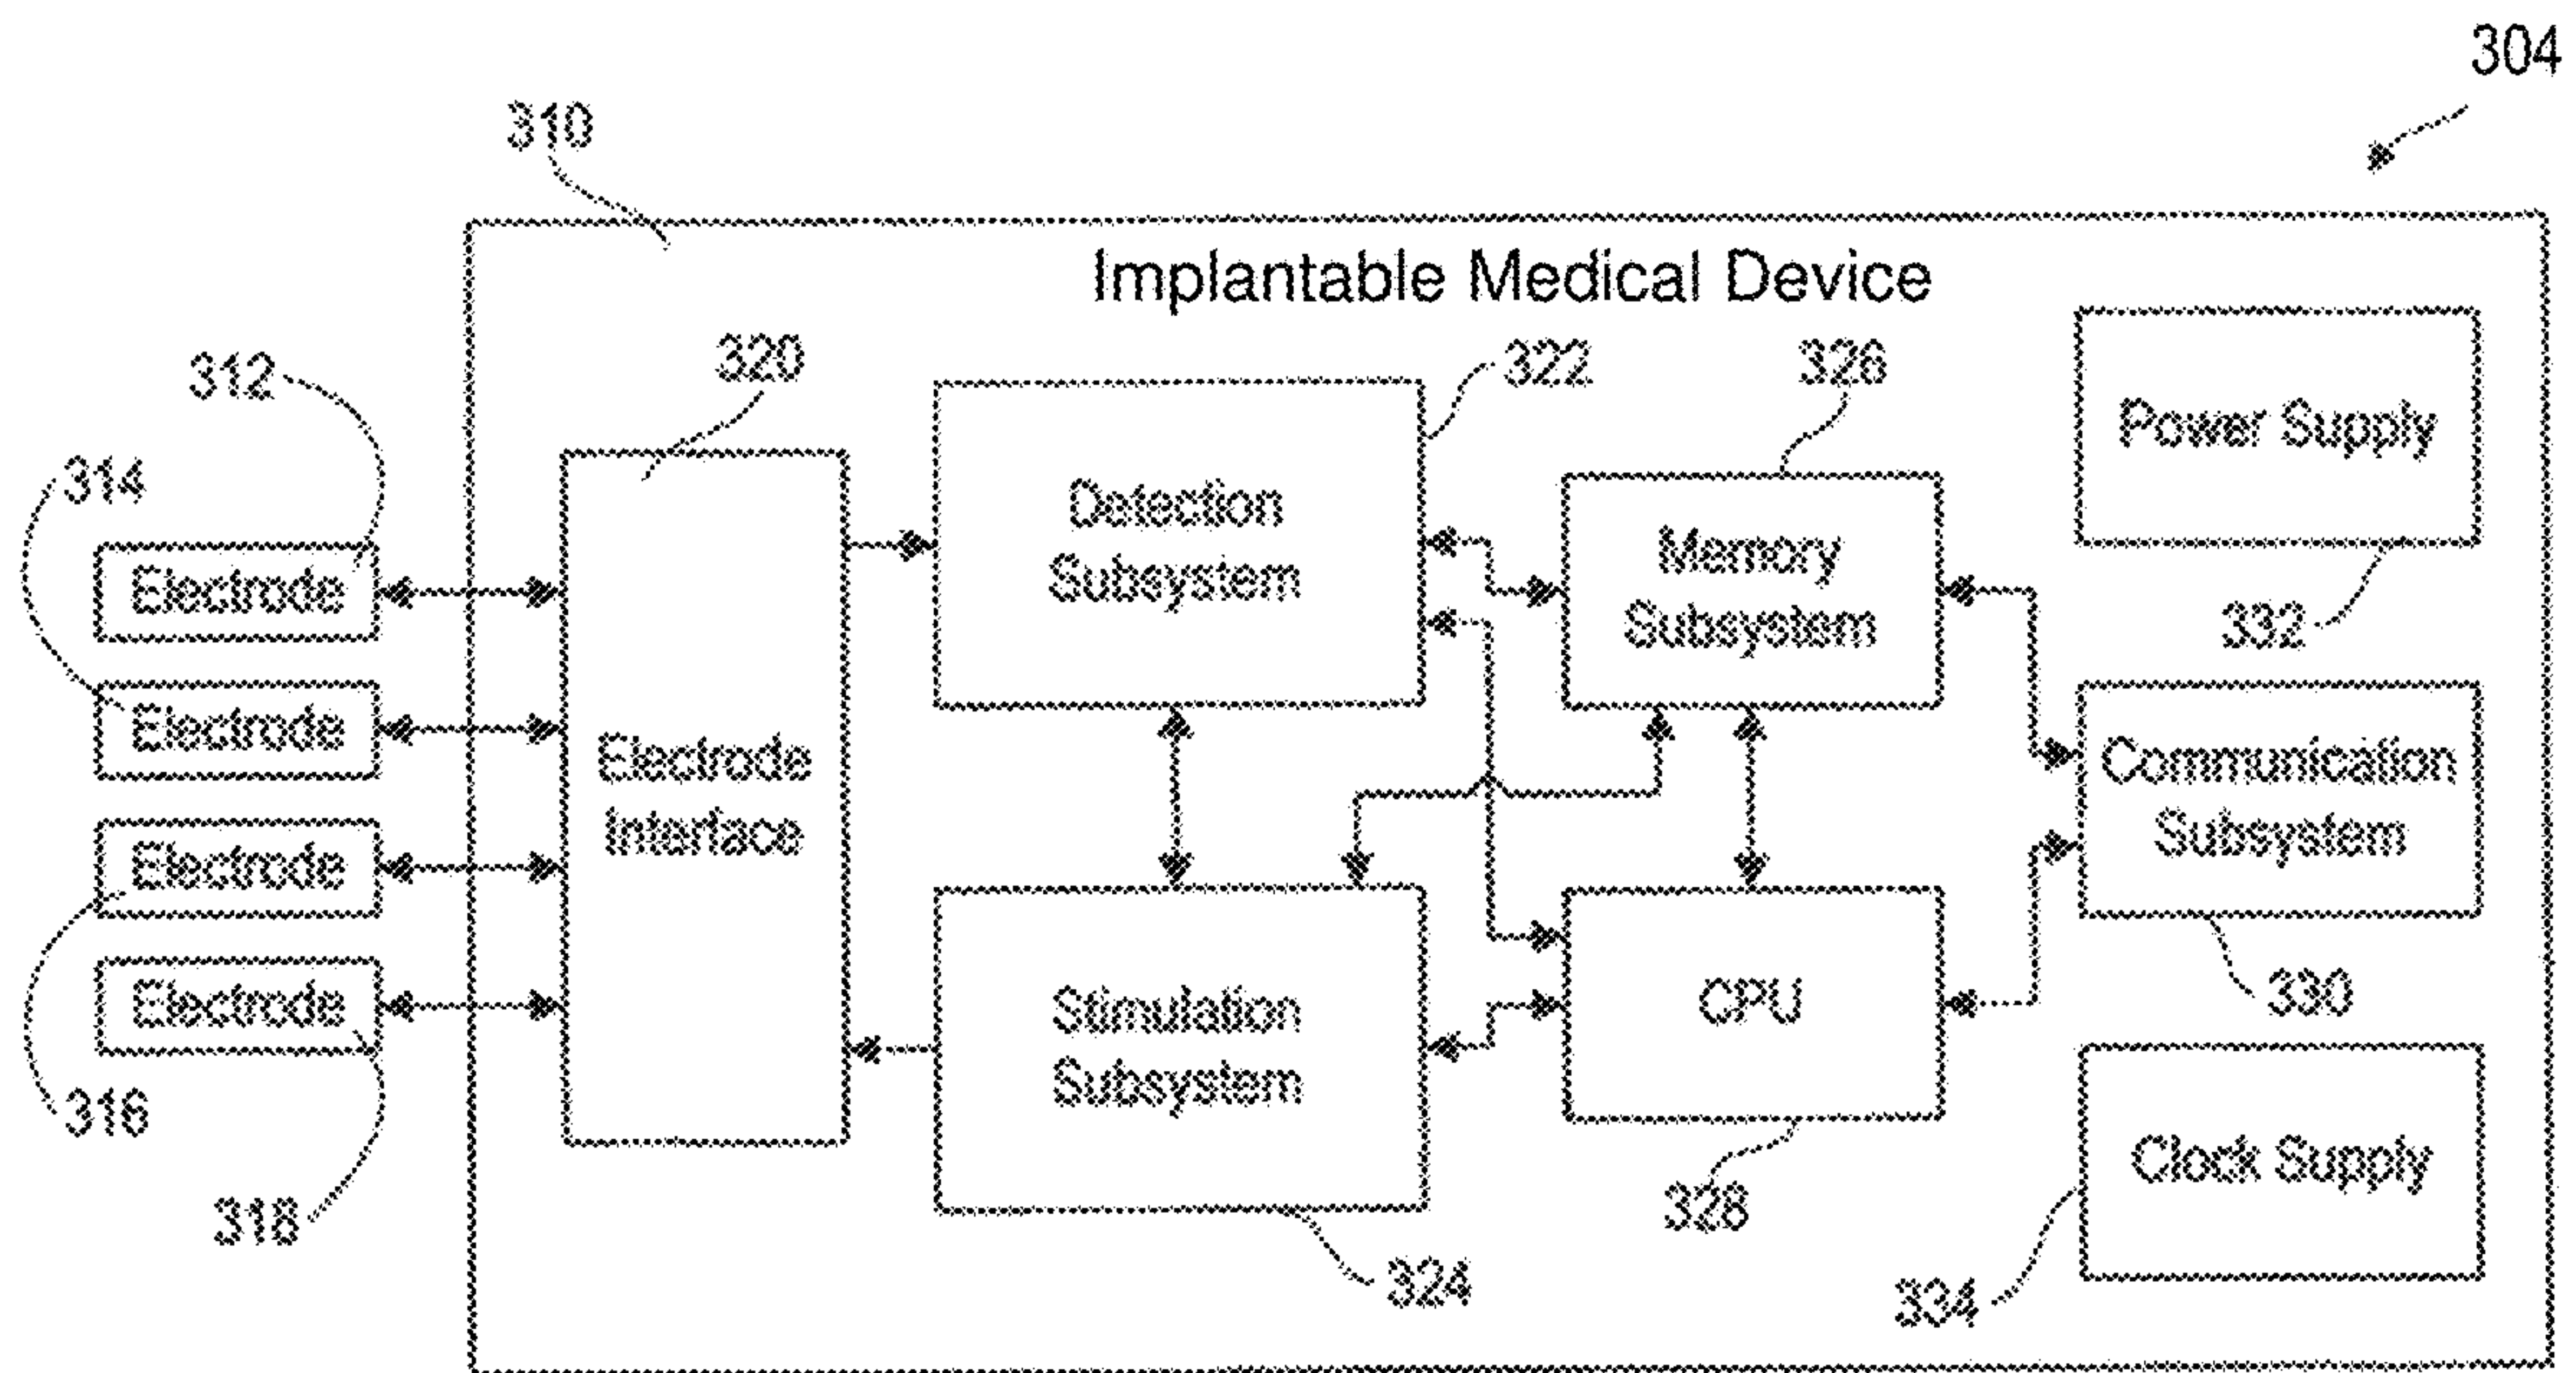 304
310
Implantable Medical Device
312
320
322
326
Power Supply
314
Detection
Subsystem
Memory
Subsystem
332
Electrode
Electrode
Electrode
Electrode
Electrode
Interface
Communication
Subsystem
330
Stimulation
Subsystem
CPU
316
318
328
324
Clock Supply
334